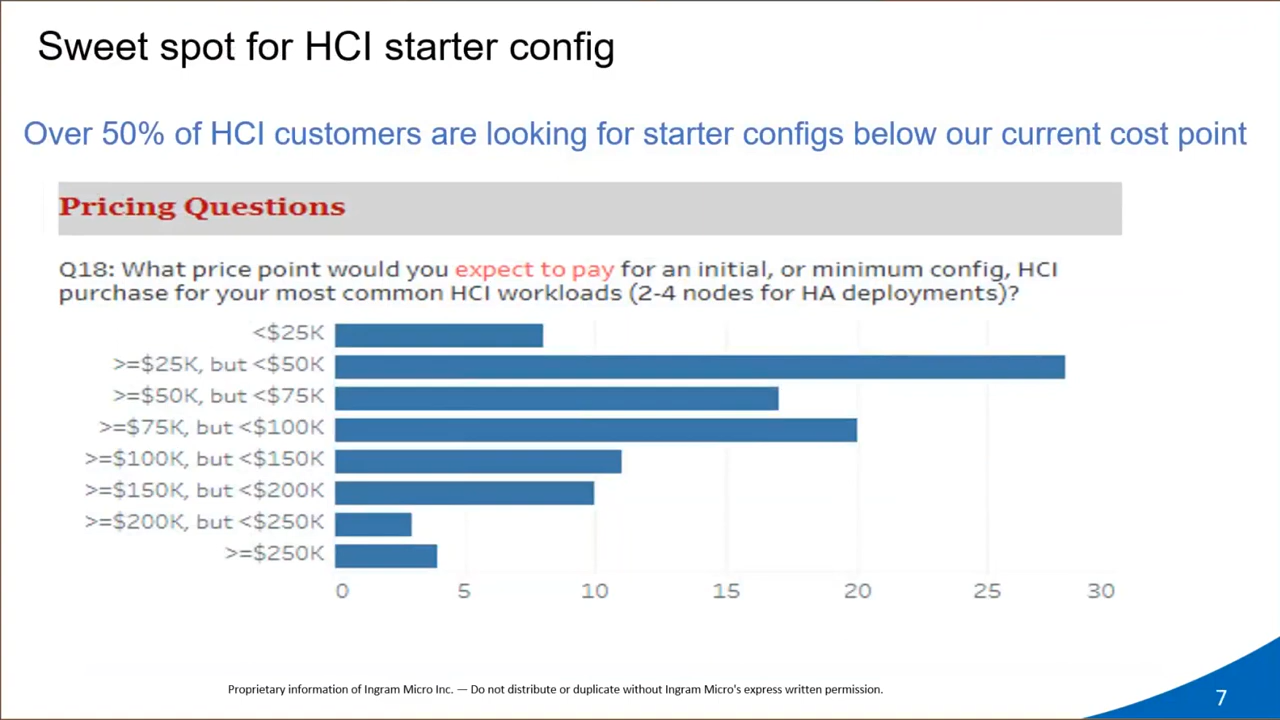 Sweet spot for HCI starter config
Over 50% of HCI customers are looking for starter configs below our current cost point
Pricing Questions
Q18: What price point would you expect to pay for an initial, or minimum config, HCI
purchase for your most common HCI workloads (2-4 nodes for HA deployments)?
<$25K
>=$25K, but <$50K
>=$50K, but <$75K
>=$75K, but <$100K
>=$100K, but <$150K
>=$150K, but <$200K
>=$200K, but <$250K
>=$250K
0 5 10 15 20 25 30
Proprietary information of Ingram Micro Inc. — Do not distribute or duplicate without Ingram Micro's express written permission.
7